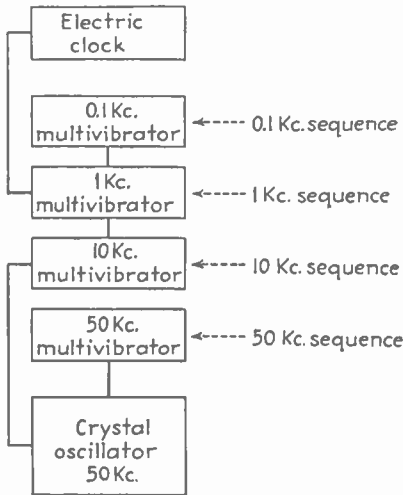 Electric
clock
0.1 Kc.
multivibrator
0.1 Kc. sequence
1 Kc.
multivibrator
1 Kc. sequence
10 Kc.
multivibrator
10 Kc. sequence
50 Kc.
multivibrator
50 Kc. sequence
Crystal
oscillator
50 Kc.